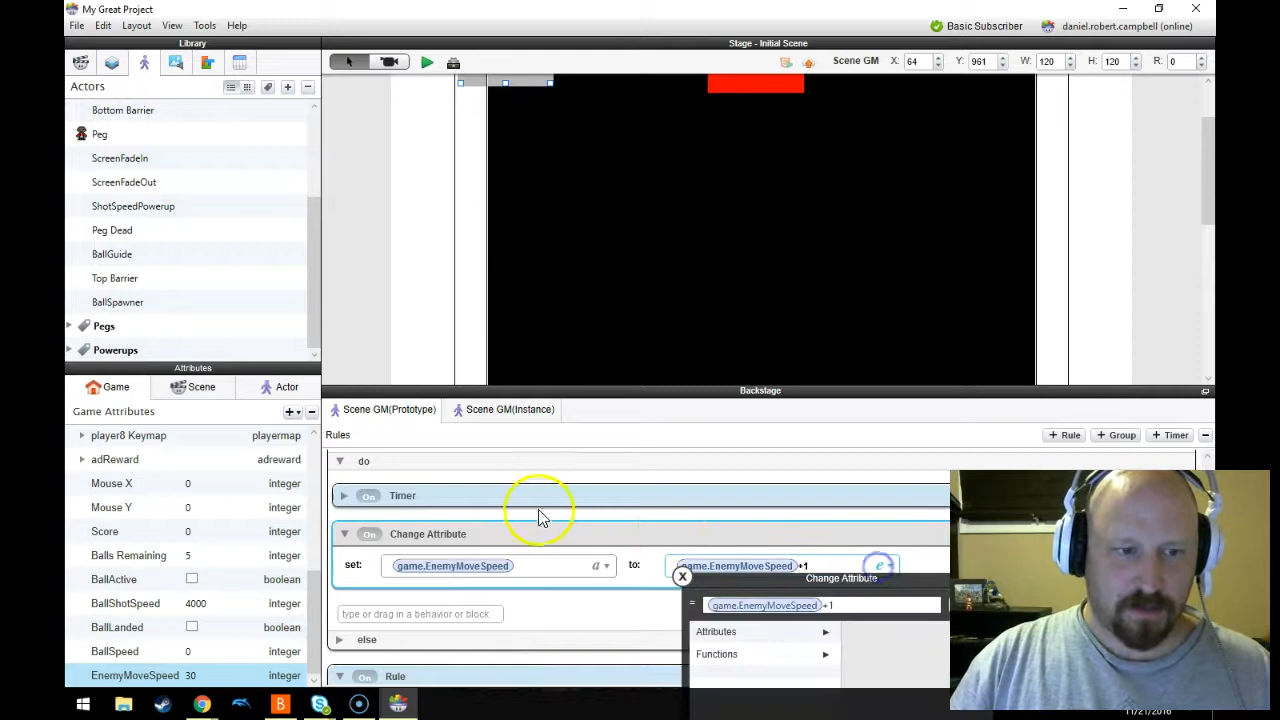 My Great Project
File Edit Layout View Tools Help
Basic Subscriber daniel.robert.campbell (online)
Library
Stage - Initial Scene
Scene GM X: 64 Y: 961 W: 120 H: 120 R: 0
Actors
Bottom Barrier
Peg
ScreenFadeIn
ScreenFadeOut
ShotSpeedPowerup
Peg Dead
BallGuide
Top Barrier
BallSpawner
Pegs
Powerups
Attributes
Game Scene Actor
Game Attributes
player8 Keymap playermap
adReward adreward
Mouse X 0 integer
Mouse Y 0 integer
Score 0 integer
Balls Remaining 5 integer
BallActive boolean
BallShotSpeed 4000 integer
BallLanded boolean
BallSpeed 0 integer
EnemyMoveSpeed 30 integer
Backstage
Scene GM(Prototype) Scene GM(Instance)
Rules + Rule + Group + Timer
do
On Timer
On Change Attribute
set: game.EnemyMoveSpeed a to: game.EnemyMoveSpeed +1 e
X Change Attribute
= game.EnemyMoveSpeed +1
type or drag in a behavior or block
Attributes
else
Functions
On Rule
11/21/2016